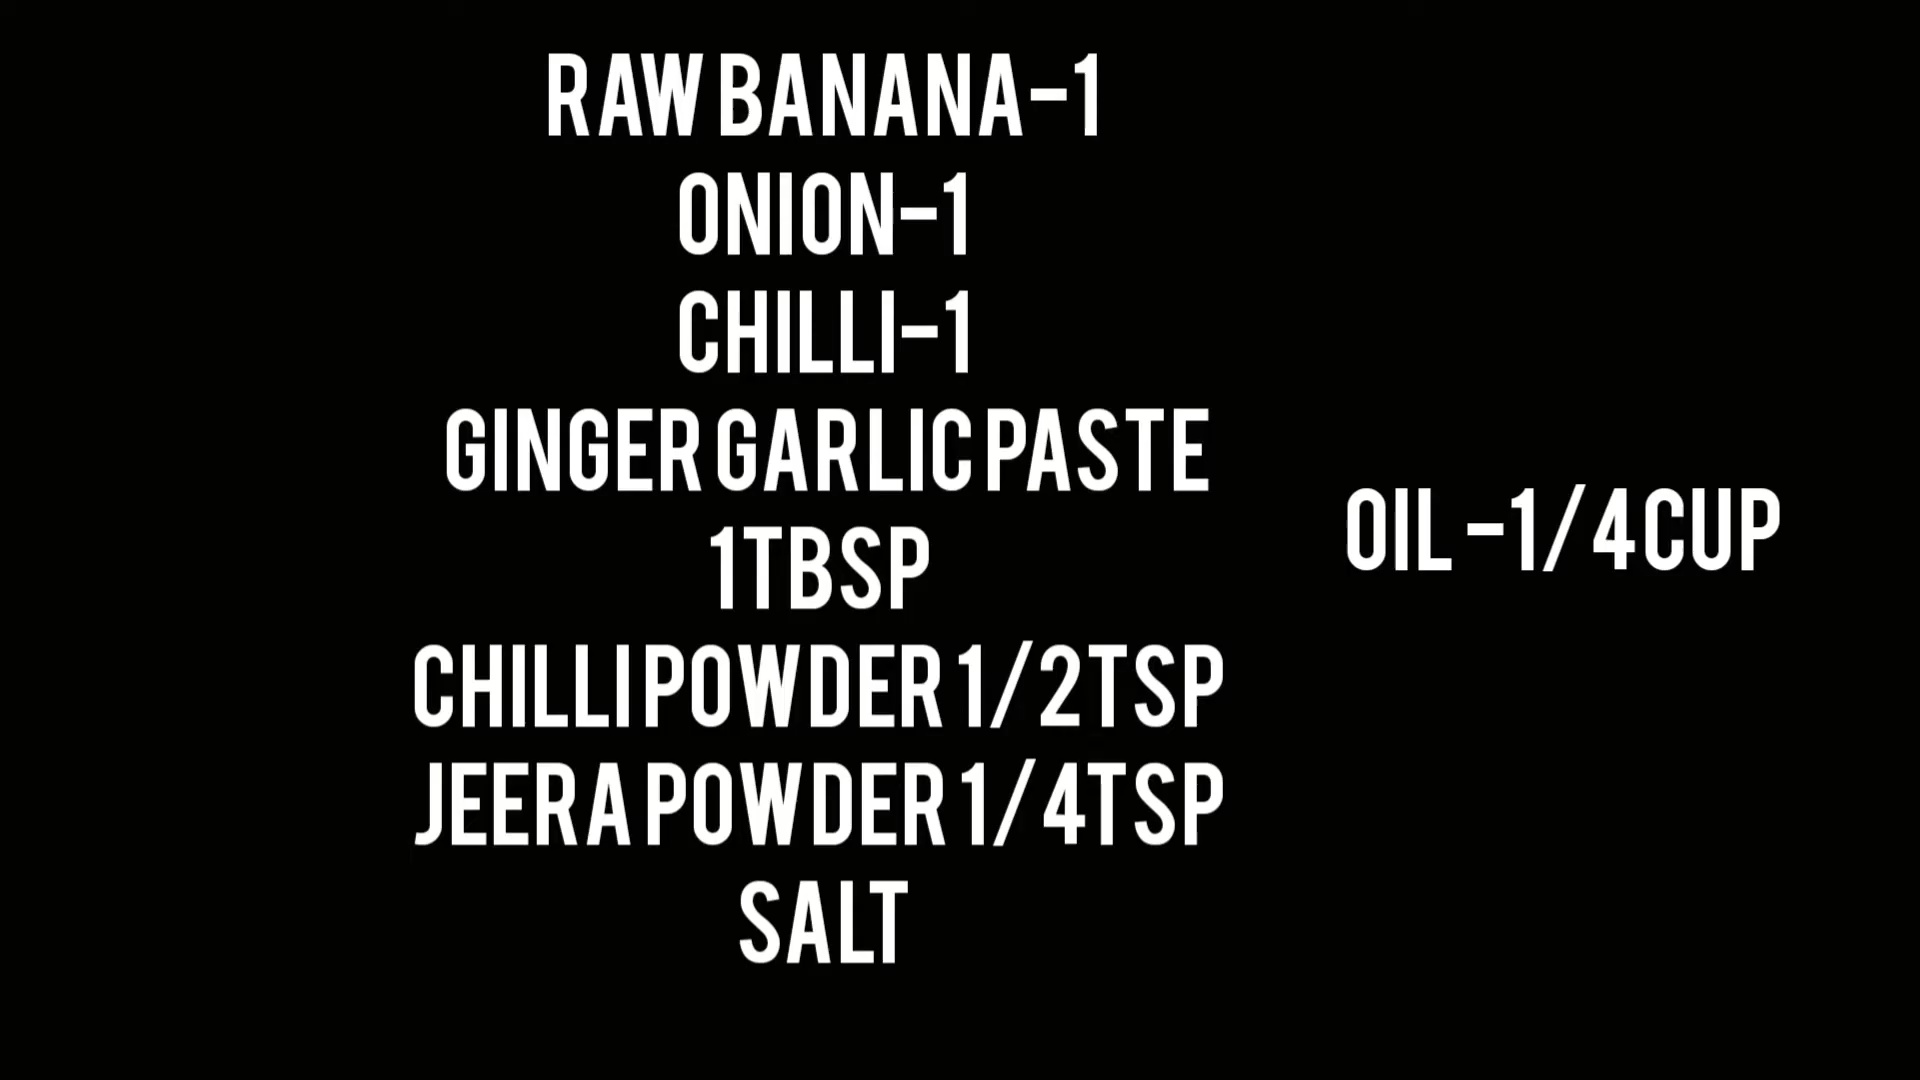 RAW BANANA-1
ONION-1
CHILLI-1
GINGER GARLIC PASTE
1TBSP
CHILLI POWDER 1/2TSP
JEERA POWDER 1/4TSP
SALT
OIL -1/4CUP